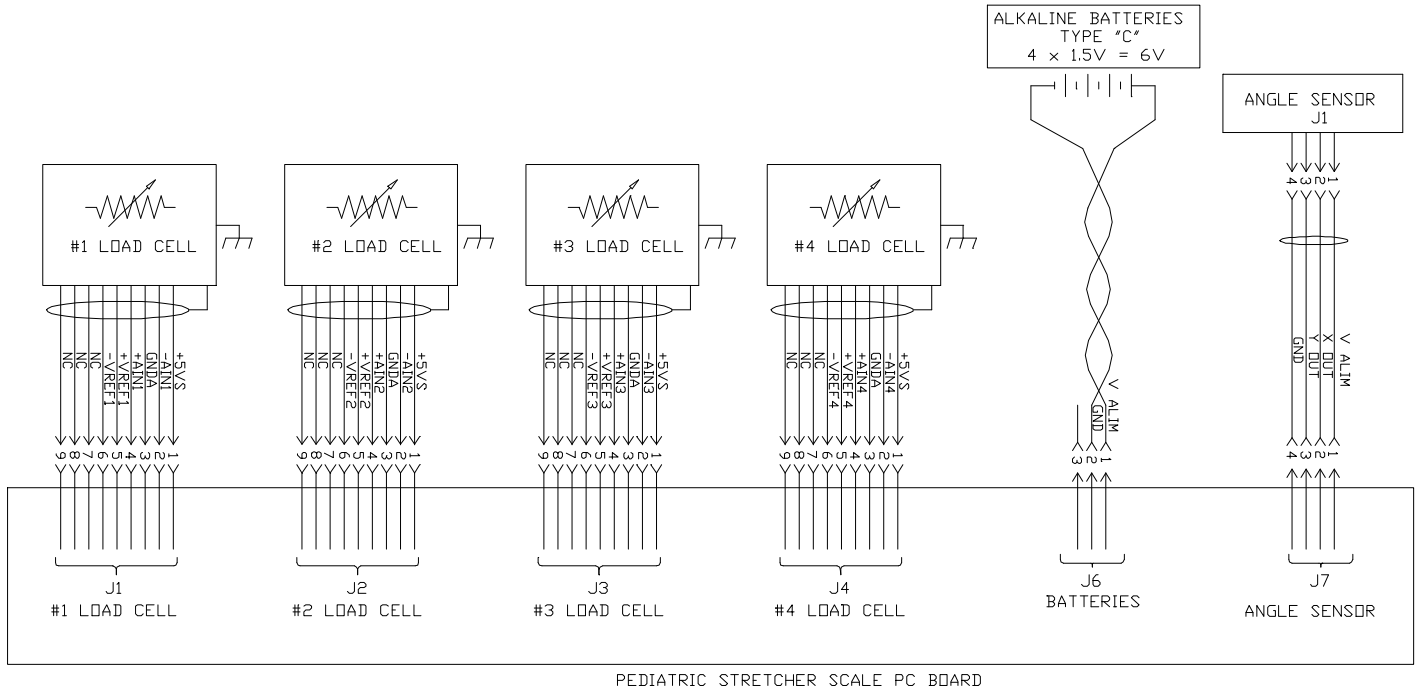 ALKALINE BATTERIES
TYPE "C"
4 x 1.5V = 6V
ANGLE SENSOR
J1
1
2
3
4
#1 LOAD CELL
#2 LOAD CELL
#3 LOAD CELL
#4 LOAD CELL
+5VS
-AIN1
GNDA
+AIN1
+VREF1
-VREF1
NC
NC
NC
+5VS
-AIN2
GNDA
+AIN2
+VREF2
-VREF2
NC
NC
NC
+5VS
-AIN3
GNDA
+AIN3
+VREF3
-VREF3
NC
NC
NC
+5VS
-AIN4
GNDA
+AIN4
+VREF4
-VREF4
NC
NC
NC
V ALIM
GND
V ALIM
X OUT
Y OUT
GND
1
2
3
4
5
6
7
8
9
1
2
3
4
5
6
7
8
9
1
2
3
4
5
6
7
8
9
1
2
3
4
5
6
7
8
9
1
2
3
1
2
3
4
J1
#1 LOAD CELL
J2
#2 LOAD CELL
J3
#3 LOAD CELL
J4
#4 LOAD CELL
J6
BATTERIES
J7
ANGLE SENSOR
PEDIATRIC STRETCHER SCALE PC BOARD